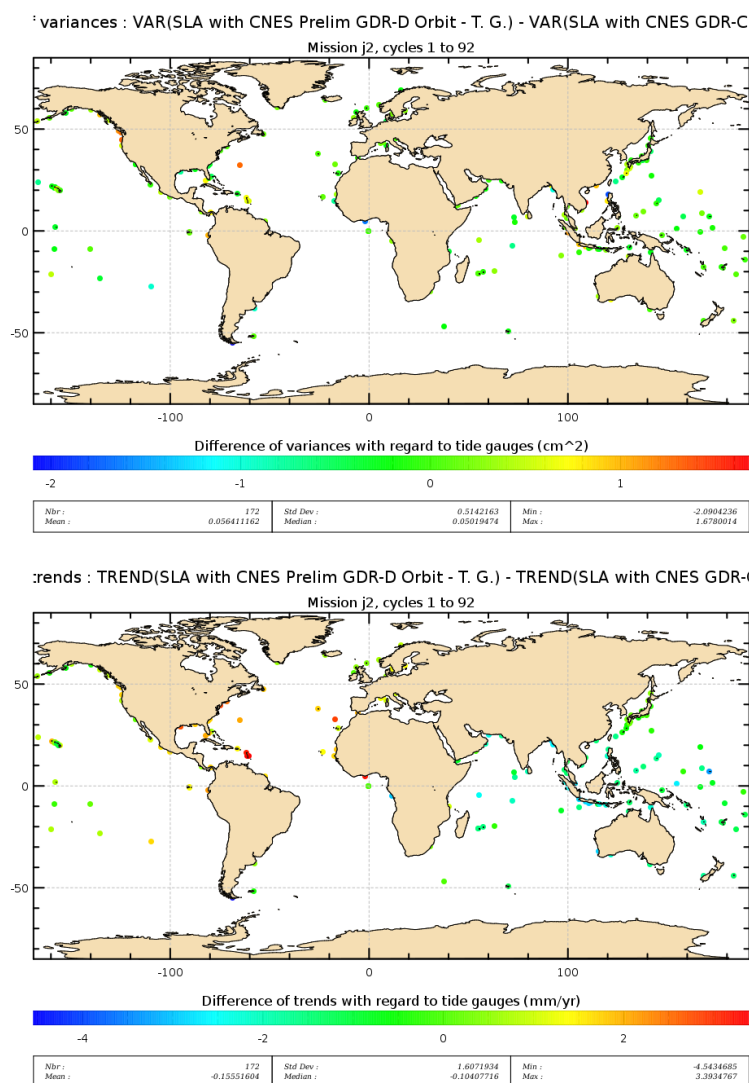 variances : VAR(SLA with CNES Prelim GDR-D Orbit - T. G.) - VAR(SLA with CNES GDR-C
Mission j2, cycles 1 to 92
50
0
-50
-100 0 100
Difference of variances with regard to tide gauges (cm^2)
-2 -1 0 1
Nbr : 172 Std Dev : 0.5142163 Min : -2.0904236
Mean : 0.056411162 Median : 0.05019474 Max : 1.6780014
trends : TREND(SLA with CNES Prelim GDR-D Orbit - T. G.) - TREND(SLA with CNES GDR-
Mission j2, cycles 1 to 92
50
0
-50
-100 0 100
Difference of trends with regard to tide gauges (mm/yr)
-4 -2 0 2
Nbr : 172 Std Dev : 1.6071934 Min : -4.5434685
Mean : -0.15551604 Median : -0.10407716 Max : 3.3934767